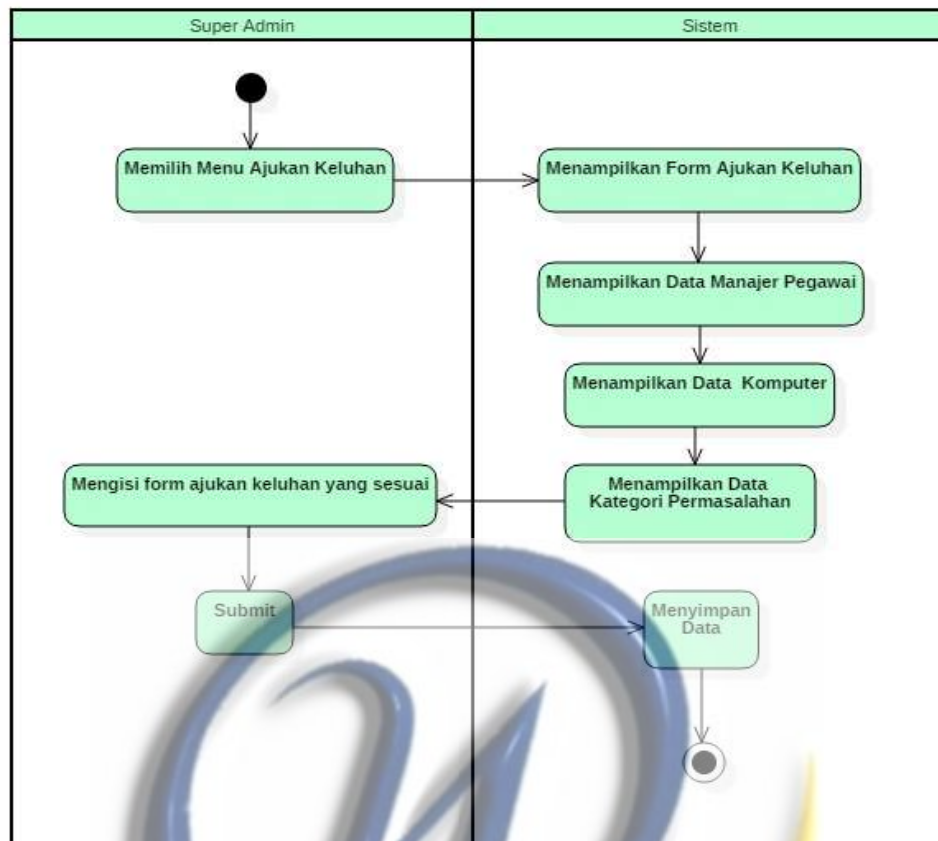 Super Admin
Sistem
Memilih Menu Ajukan Keluhan
Menampilkan Form Ajukan Keluhan
Menampilkan Data Manajer Pegawai
Menampilkan Data Komputer
Menampilkan Data
Kategori Permasalahan
Mengisi form ajukan keluhan yang sesuai
Submit
Menyimpan
Data